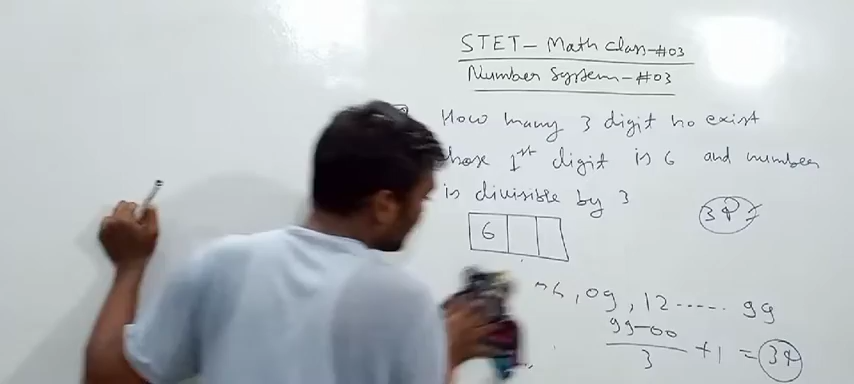 STET- Math class-#03
Number System-#03
How many 3 digit no exist
hose 1st digit is 6 and number
is divisible by 3
34
6
06, 09, 12 ..... 99
99-00
3
+1 = 34